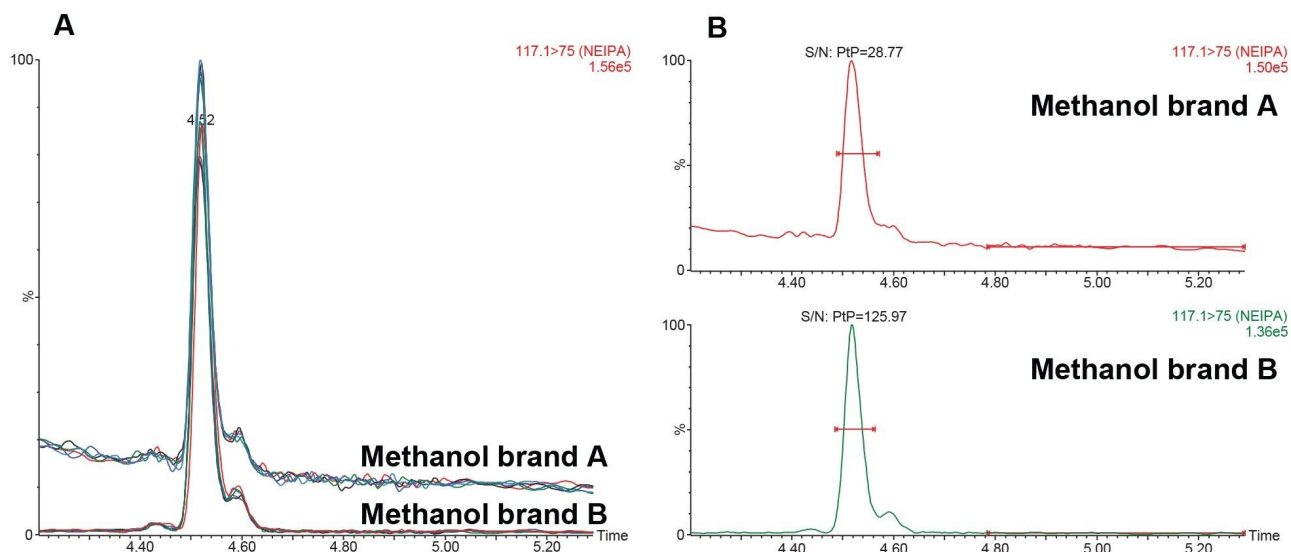 A
117.1>75 (NEIPA)
1.56e5
100
4.52
%
Methanol brand A
Methanol brand B
0
4.40 4.60 4.80 5.00 5.20 Time
B
S/N: PtP=28.77
117.1>75 (NEIPA)
1.50e5
100
Methanol brand A
%
0
4.40 4.60 4.80 5.00 5.20
S/N: PtP=125.97
117.1>75 (NEIPA)
1.36e5
100
Methanol brand B
%
0
4.40 4.60 4.80 5.00 5.20 Time